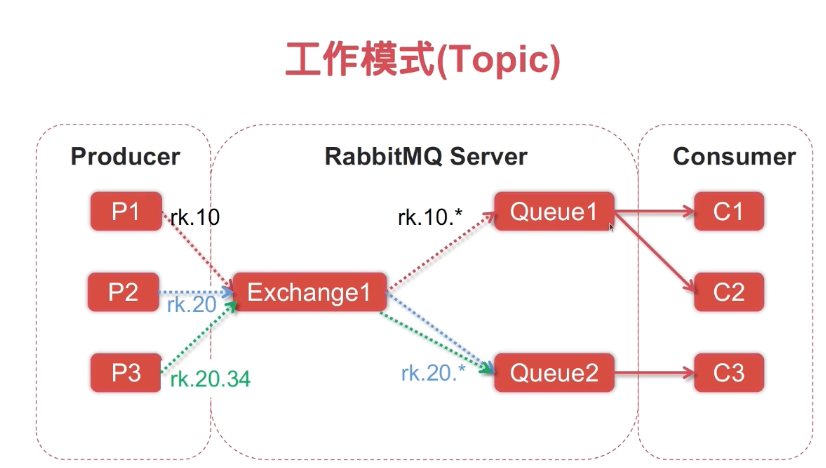 工作模式(Topic)
Producer
RabbitMQ Server
Consumer
P1
rk.10
rk.10.*
Queue1
C1
P2
rk.20
Exchange1
C2
P3
rk.20.34
rk.20.*
Queue2
C3